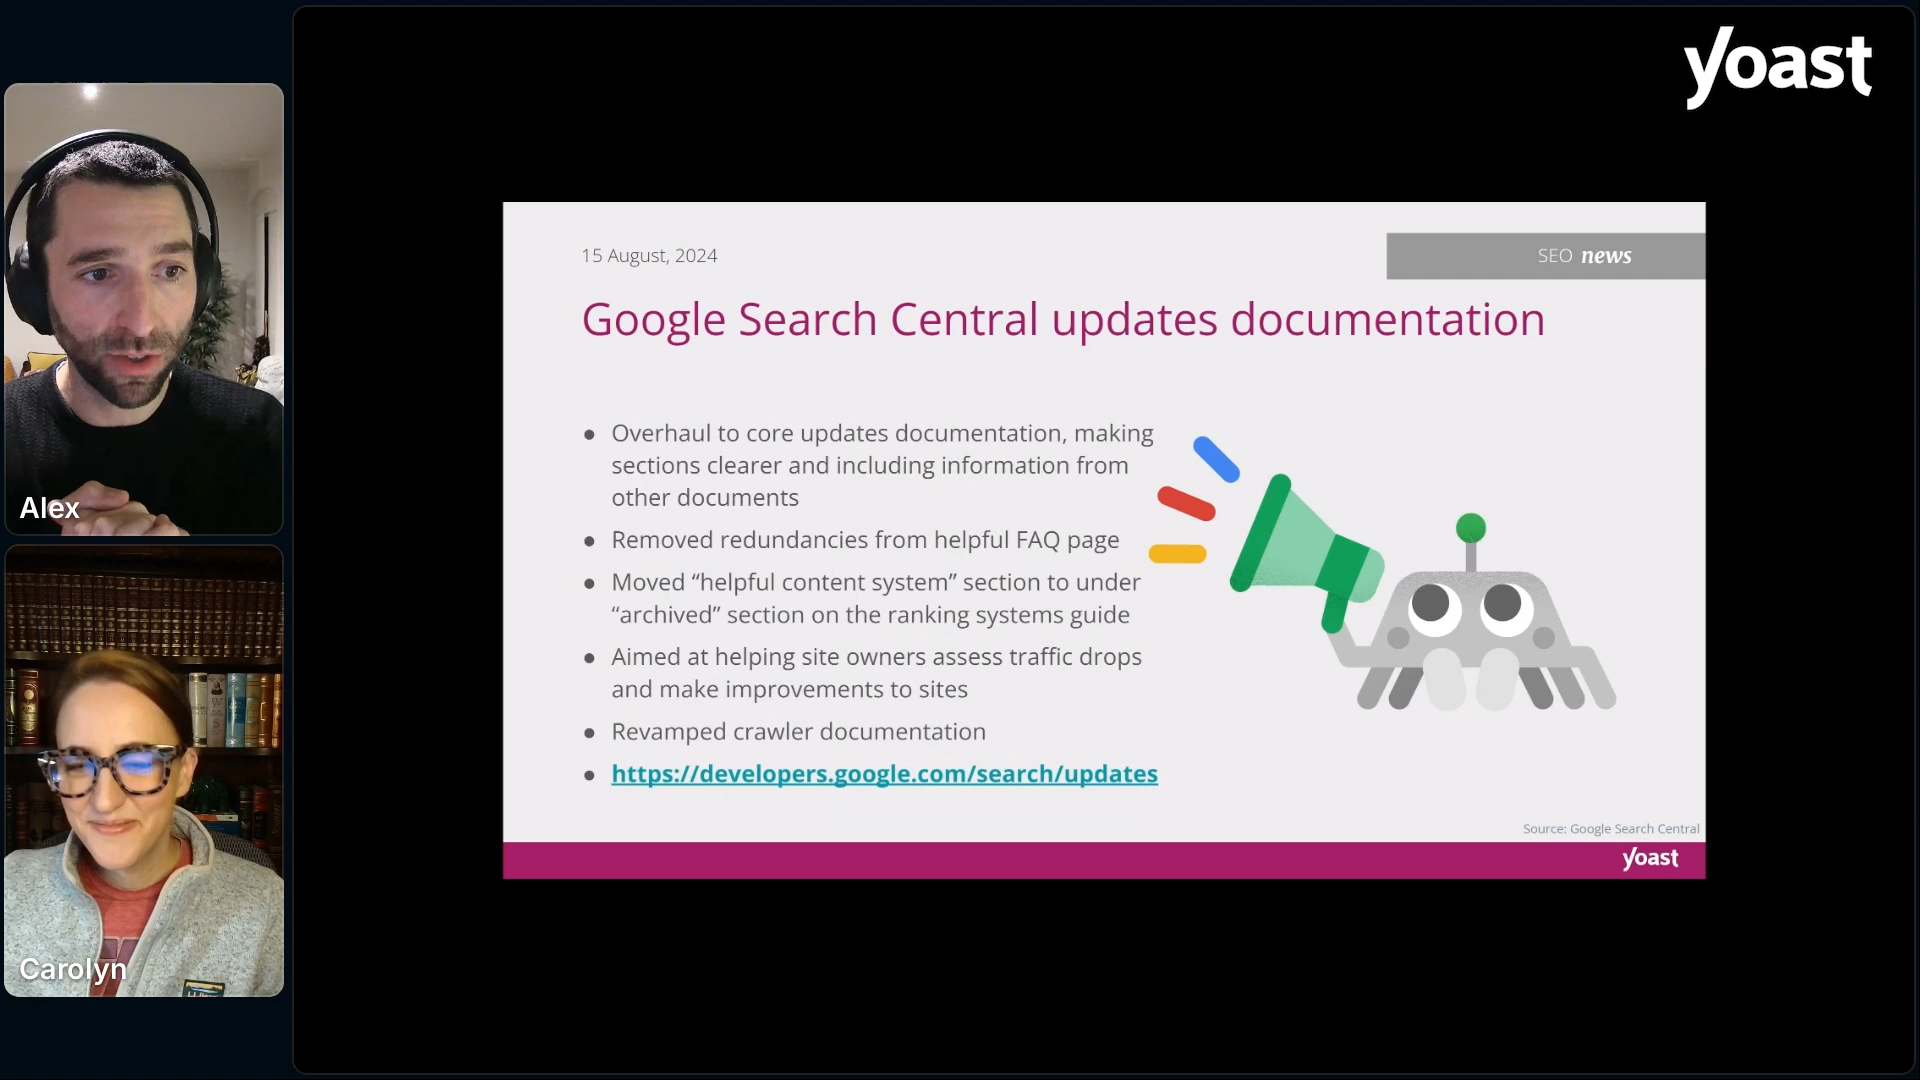 yoast
15 August, 2024
SEO news
Google Search Central updates documentation
● Overhaul to core updates documentation, making
sections clearer and including information from
other documents
● Removed redundancies from helpful FAQ page
● Moved “helpful content system” section to under
“archived” section on the ranking systems guide
● Aimed at helping site owners assess traffic drops
and make improvements to sites
● Revamped crawler documentation
● https://developers.google.com/search/updates
Source: Google Search Central
yoast
Alex
Carolyn